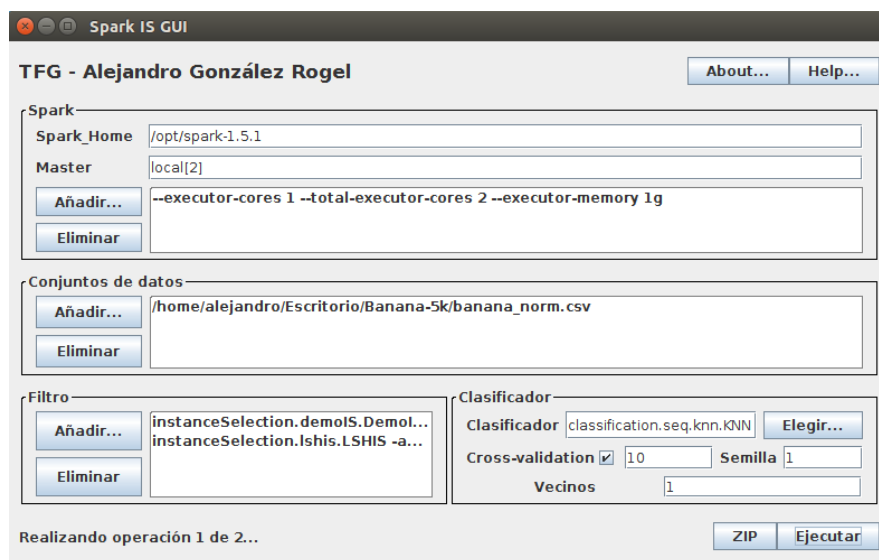 Spark IS GUI
TFG - Alejandro González Rogel
About...
Help...
Spark
Spark_Home
/opt/spark-1.5.1
Master
local[2]
Añadir...
--executor-cores 1 --total-executor-cores 2 --executor-memory 1g
Eliminar
Conjuntos de datos
Añadir...
/home/alejandro/Escritorio/Banana-5k/banana_norm.csv
Eliminar
Filtro
Añadir...
instanceSelection.demoIS.DemoI...
instanceSelection.lshis.LSHIS -a...
Eliminar
Clasificador
Clasificador
classification.seq.knn.KNN
Elegir...
Cross-validation
10
Semilla
1
Vecinos
1
Realizando operación 1 de 2...
ZIP
Ejecutar